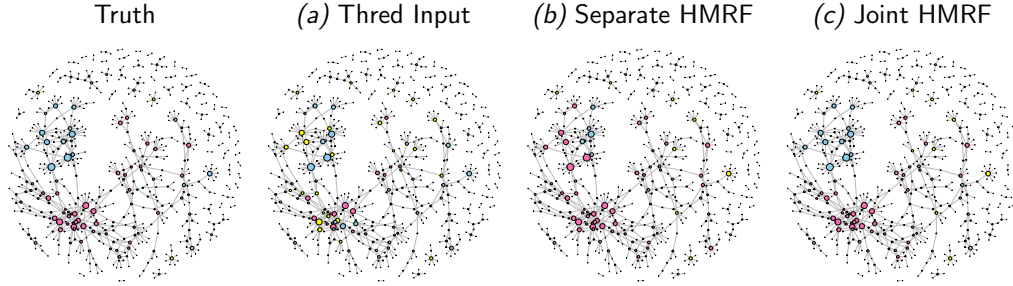 Truth
(a) Thred Input
(b) Separate HMRF
(c) Joint HMRF